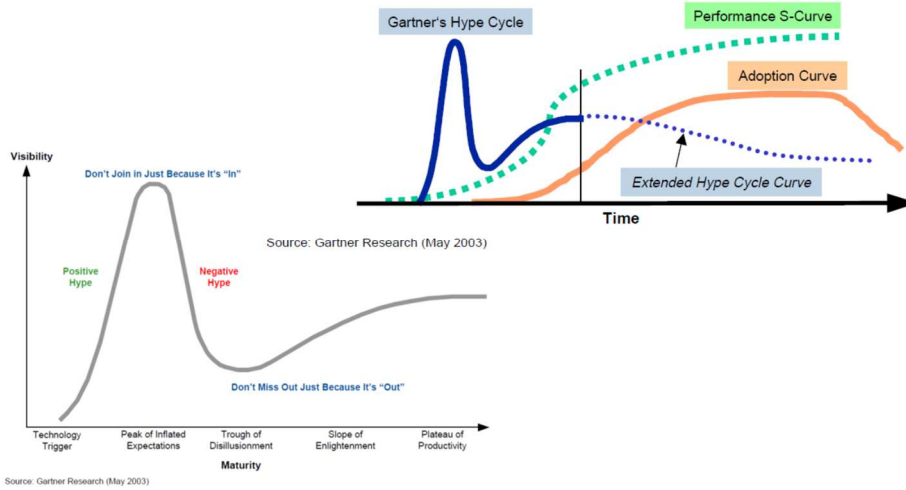 Gartner's Hype Cycle
Performance S-Curve
Adoption Curve
Extended Hype Cycle Curve
Time
Source: Gartner Research (May 2003)
Visibility
Don't Join in Just Because It's "In"
Positive
Hype
Negative
Hype
Don't Miss Out Just Because It's "Out"
Technology
Trigger
Peak of Inflated
Expectations
Trough of
Disillusionment
Slope of
Enlightenment
Plateau of
Productivity
Maturity
Source: Gartner Research (May 2003)